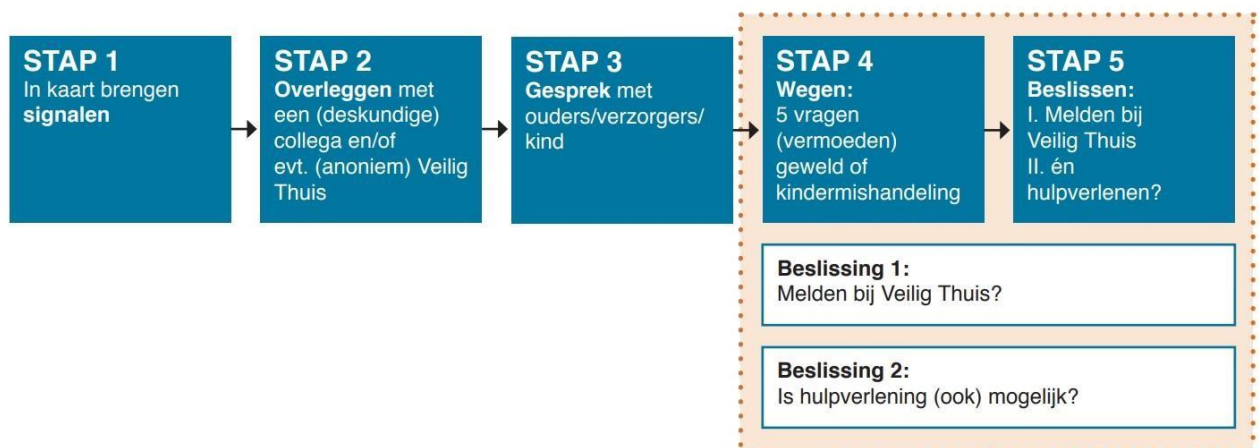 STAP 1
In kaart brengen
signalen
STAP 2
Overleggen met
een (deskundige)
collega en/of
evt. (anoniem) Veilig
Thuis
STAP 3
Gesprek met
ouders/verzorgers/
kind
STAP 4
Wegen:
5 vragen
(vermoeden)
geweld of
kindermishandeling
STAP 5
Beslissen:
I. Melden bij
Veilig Thuis
II. én
hulpverlenen?
Beslissing 1:
Melden bij Veilig Thuis?
Beslissing 2:
Is hulpverlening (ook) mogelijk?